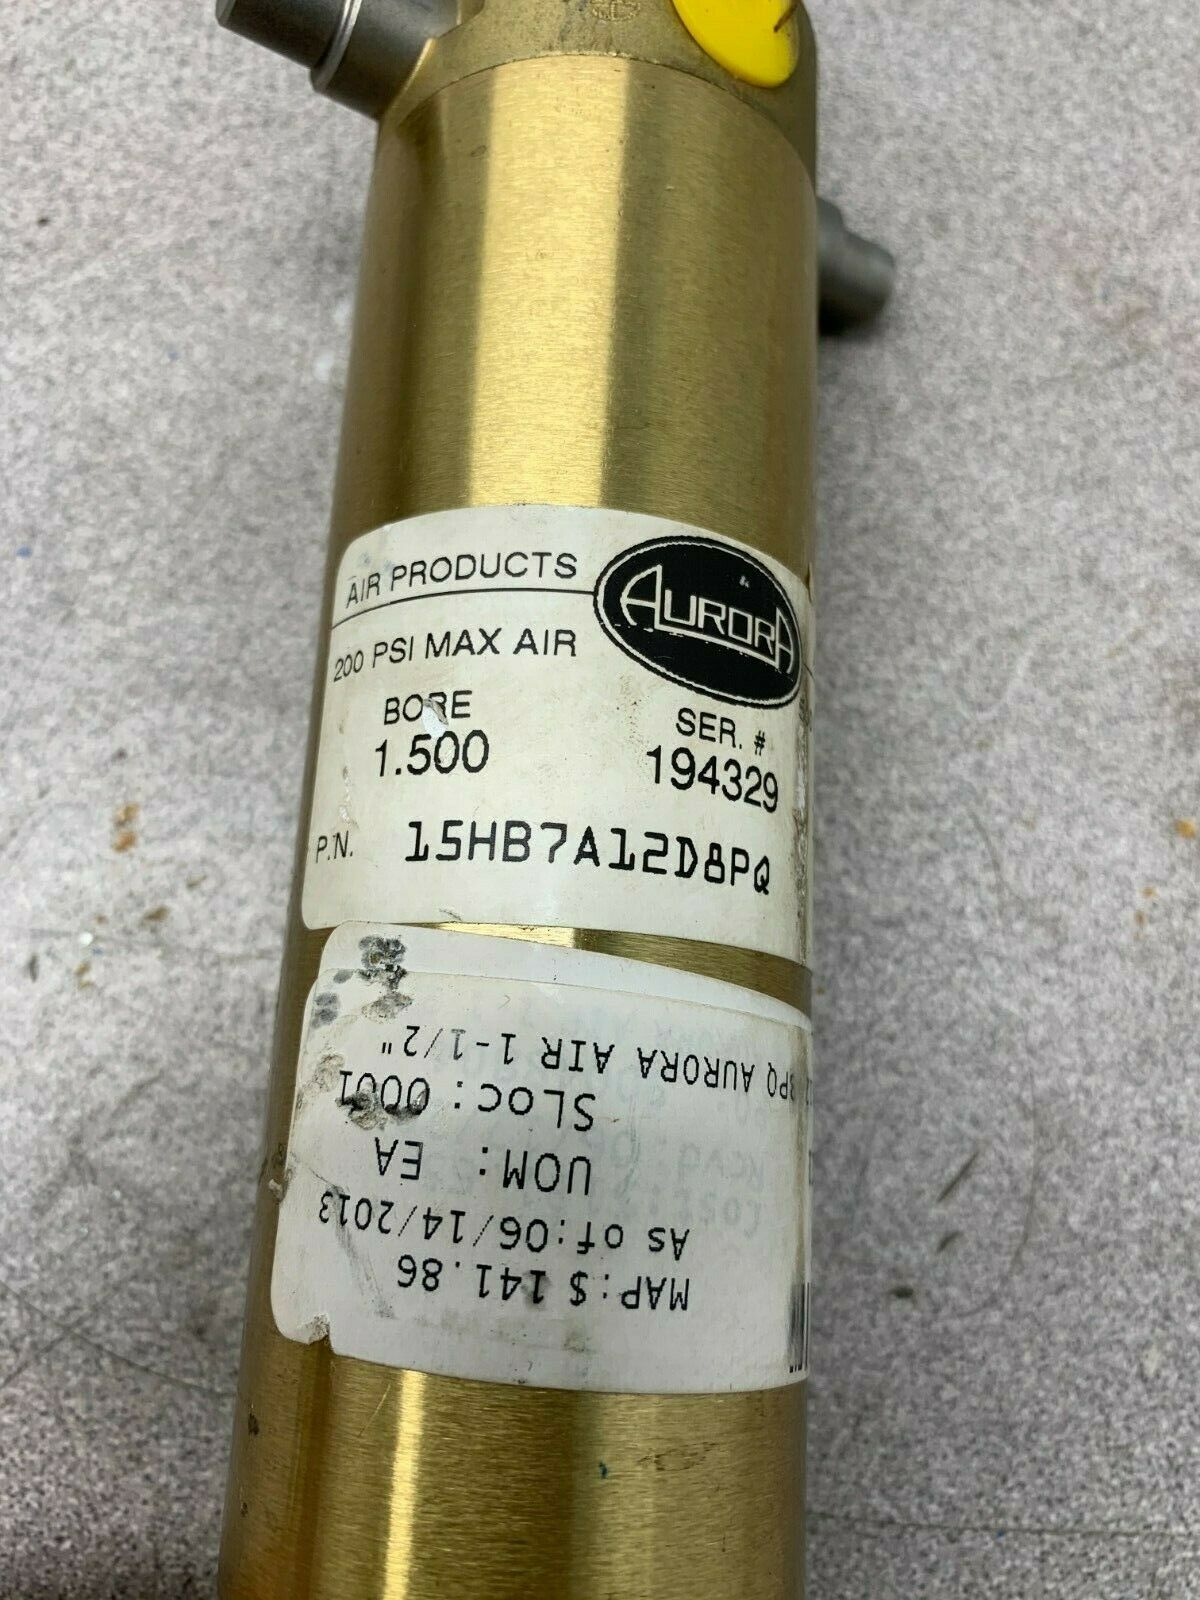 AIR PRODUCTS
AURORA
200 PSI MAX AIR
BORE
1.500
SER. #
194329
P.N. 15HB7A12D8PQ
MAP:$ 141.86
As of:06/14/2013
UOM: EA
SLoc: 0001
PQ AURORA AIR 1-1/2"